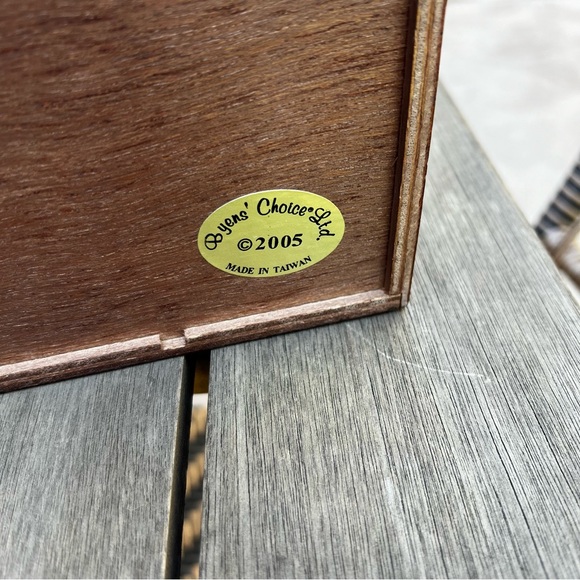 Byers' Choice® Ltd.
©2005
MADE IN TAIWAN